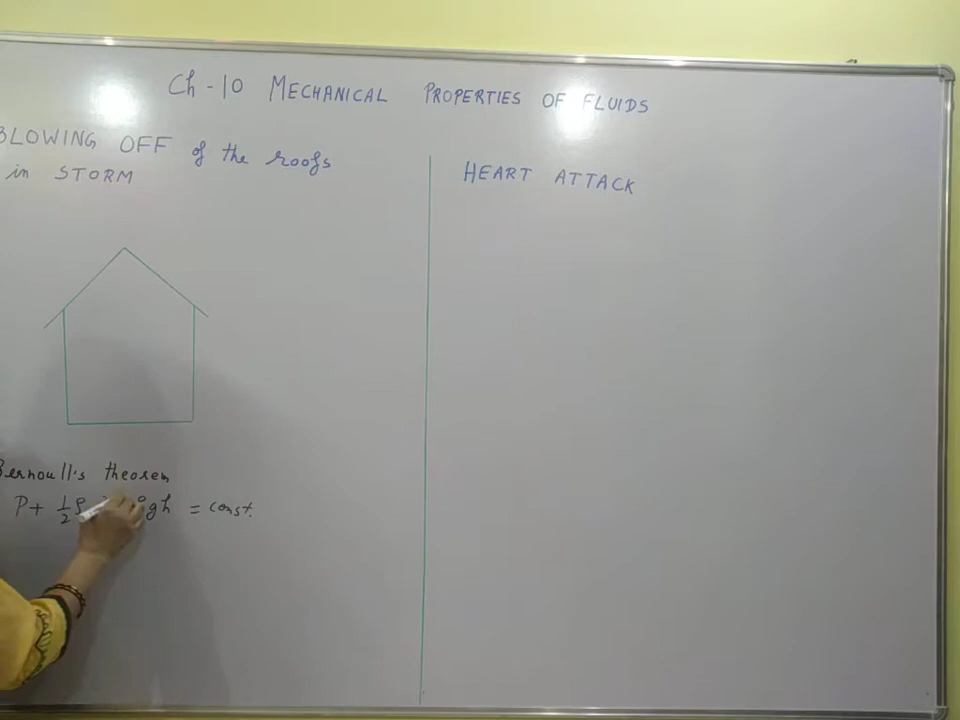 Ch - 10 MECHANICAL PROPERTIES OF FLUIDS
BLOWING OFF of the roofs
in STORM
HEART ATTACK
Bernoull's theorem
P + 1/2 ρ gh = const.